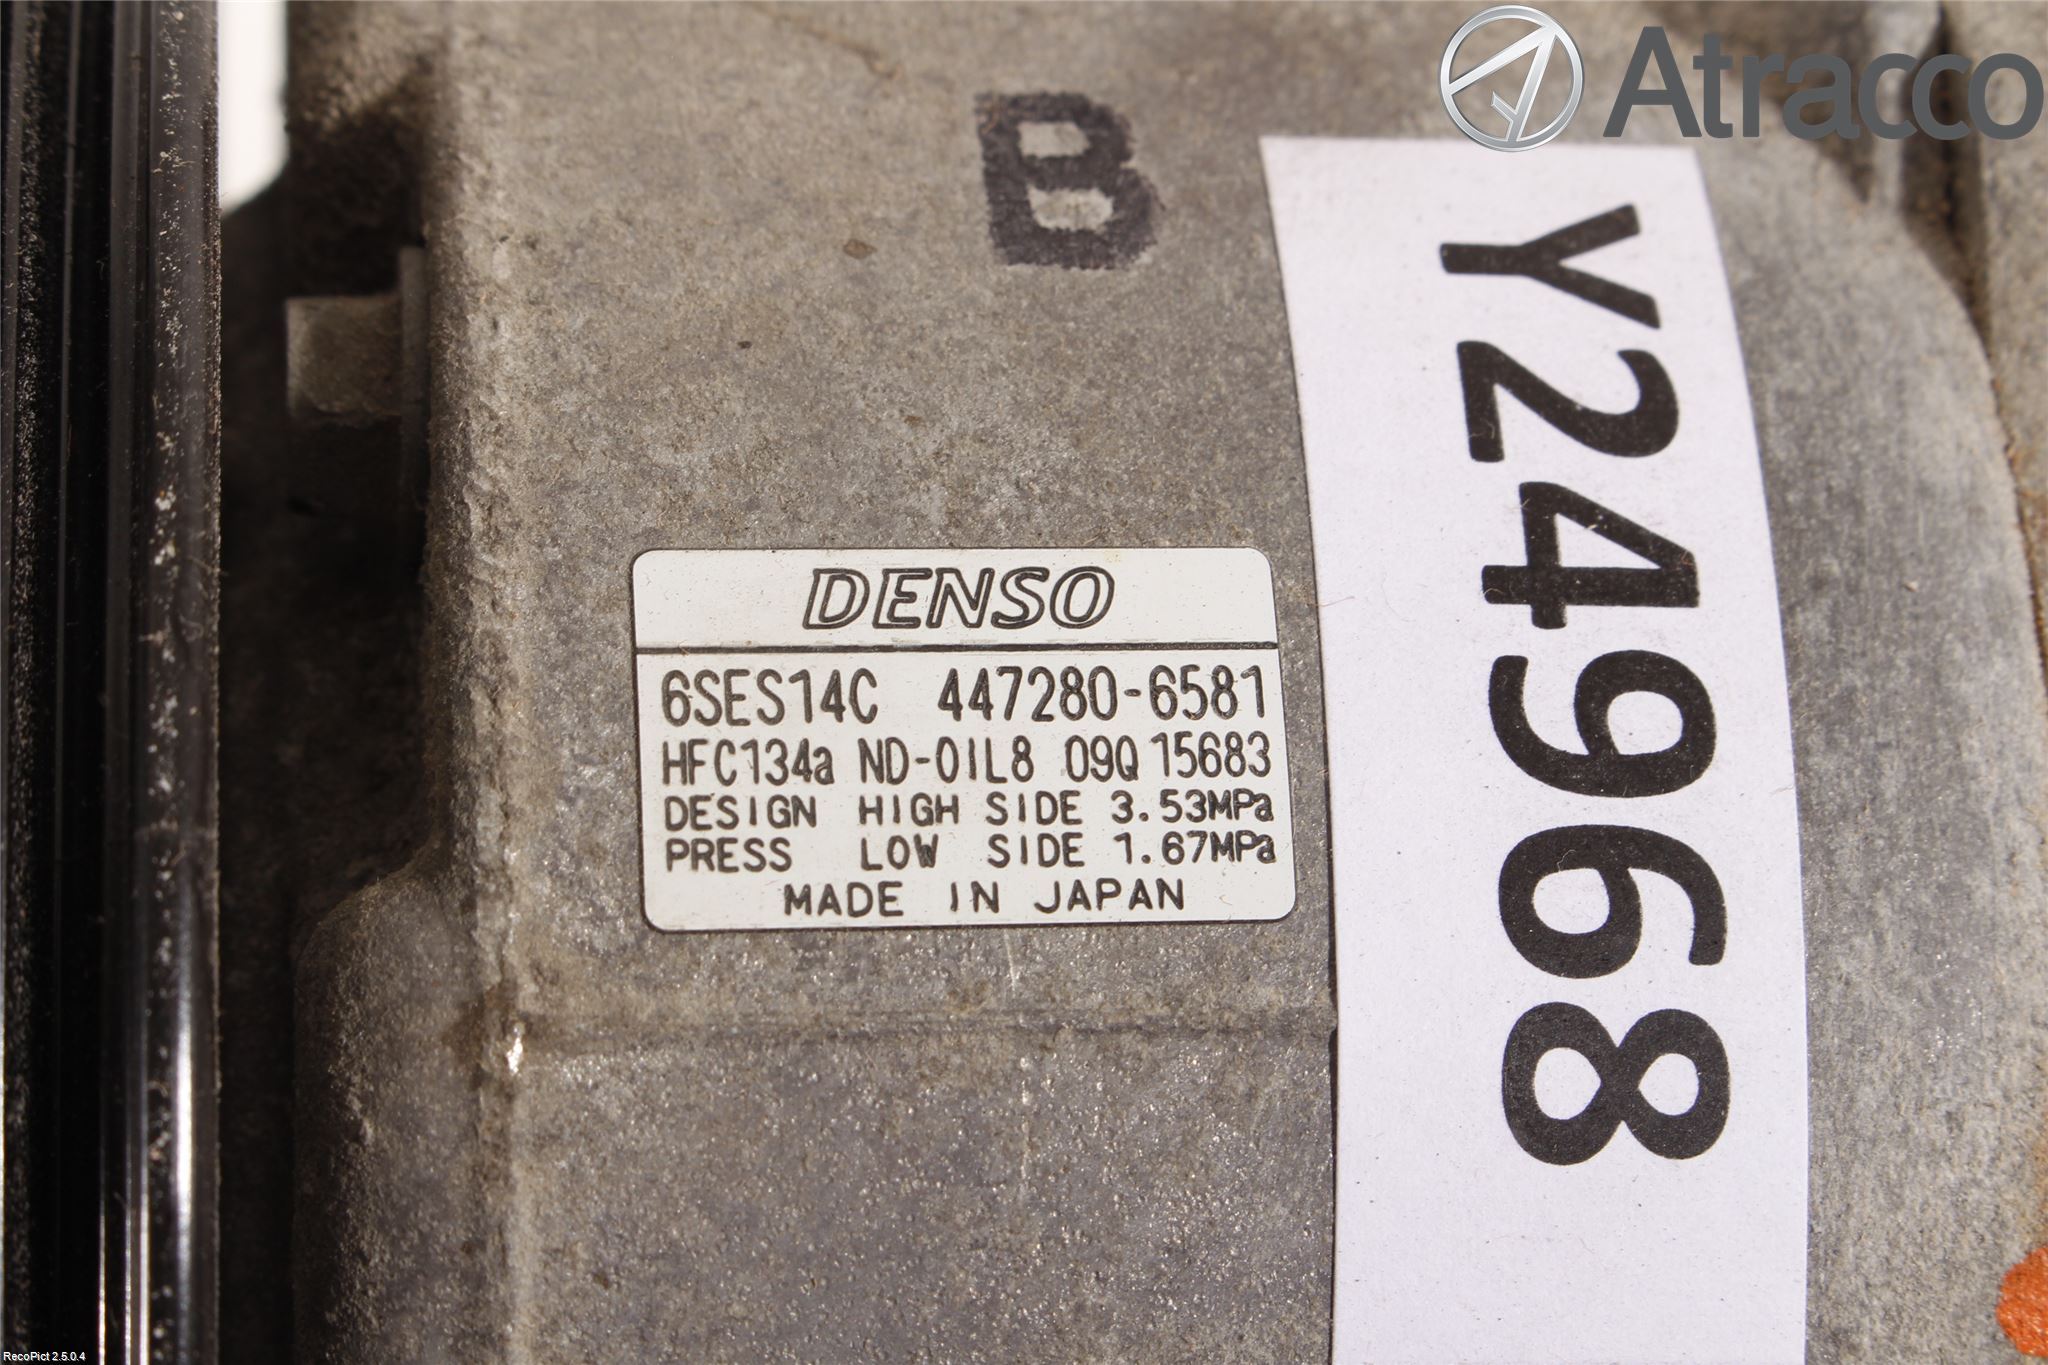 Atracco
B
Y24968
DENSO
6SES14C 447280-6581
HFC134a ND-OIL8 09Q 15683
DESIGN HIGH SIDE 3.53MPa
PRESS LOW SIDE 1.67MPa
MADE IN JAPAN
RecoPict 2.5.0.4